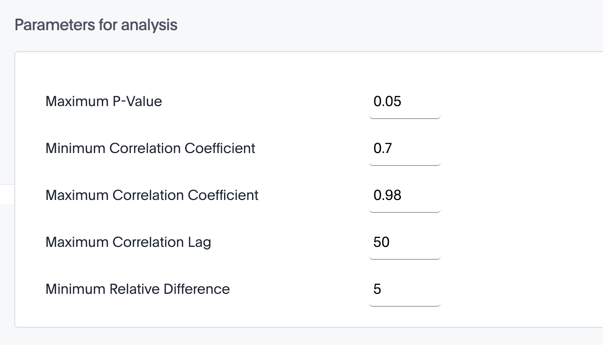 Parameters for analysis
Maximum P-Value 0.05
Minimum Correlation Coefficient 0.7
Maximum Correlation Coefficient 0.98
Maximum Correlation Lag 50
Minimum Relative Difference 5